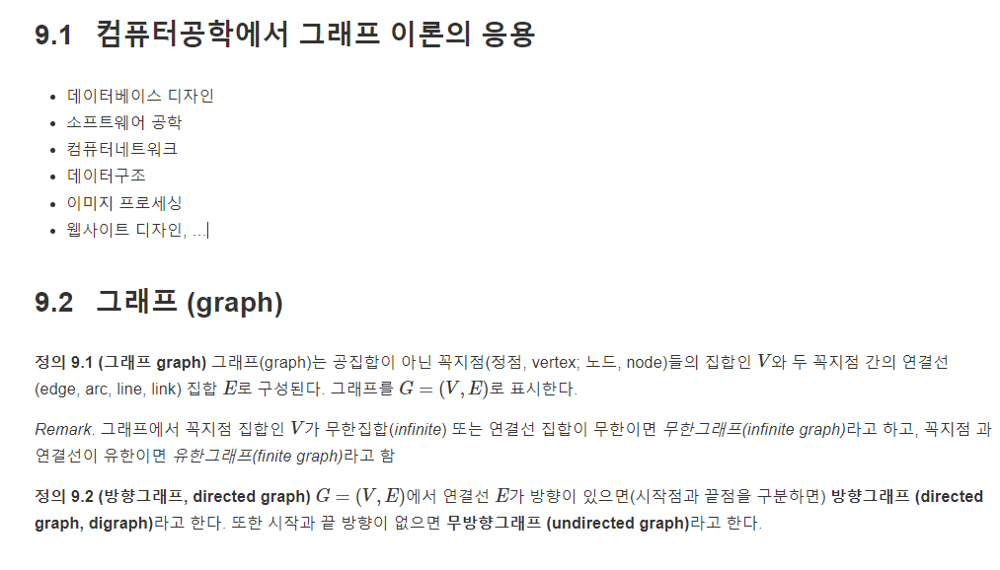 9.1 컴퓨터공학에서 그래프 이론의 응용
• 데이터베이스 디자인
• 소프트웨어 공학
• 컴퓨터네트워크
• 데이터구조
• 이미지 프로세싱
• 웹사이트 디자인, …
9.2 그래프 (graph)
정의 9.1 (그래프 graph) 그래프(graph)는 공집합이 아닌 꼭지점(정점, vertex; 노드, node)들의 집합인 V와 두 꼭지점 간의 연결선
(edge, arc, line, link) 집합 E로 구성된다. 그래프를 G = (V, E)로 표시한다.
Remark. 그래프에서 꼭지점 집합인 V가 무한집합(infinite) 또는 연결선 집합이 무한이면 무한그래프(infinite graph)라고 하고, 꼭지점 과
연결선이 유한이면 유한그래프(finite graph)라고 함
정의 9.2 (방향그래프, directed graph) G = (V, E)에서 연결선 E가 방향이 있으면(시작점과 끝점을 구분하면) 방향그래프 (directed
graph, digraph)라고 한다. 또한 시작과 끝 방향이 없으면 무방향그래프 (undirected graph)라고 한다.